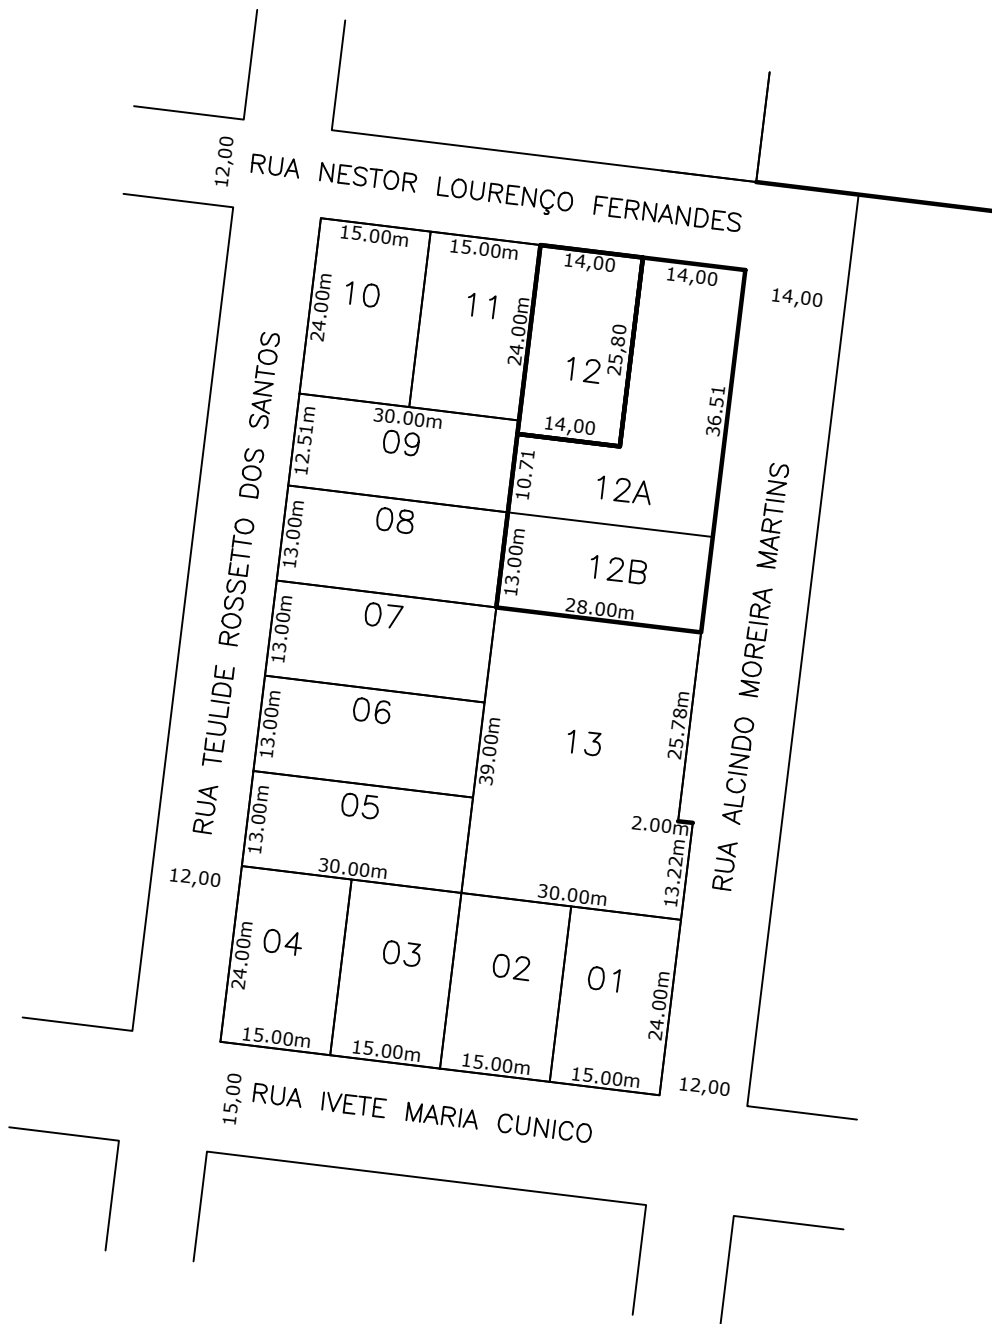 12,00
RUA NESTOR LOURENÇO FERNANDES
15.00m
15.00m
14,00
14,00
14,00
24.00m
10
11
24.00m
12
25,80
36.51
14,00
30.00m
12.51m
09
10.71
12A
13.00m
08
13.00m
12B
28.00m
RUA TEULIDE ROSSETTO DOS SANTOS
RUA ALCINDO MOREIRA MARTINS
13.00m
07
13.00m
06
39.00m
13
25.78m
2.00m
13.22m
13.00m
05
30.00m
30.00m
12,00
24.00m
04
03
02
01
24.00m
15.00m
15.00m
15.00m
15.00m
12,00
15,00
RUA IVETE MARIA CUNICO